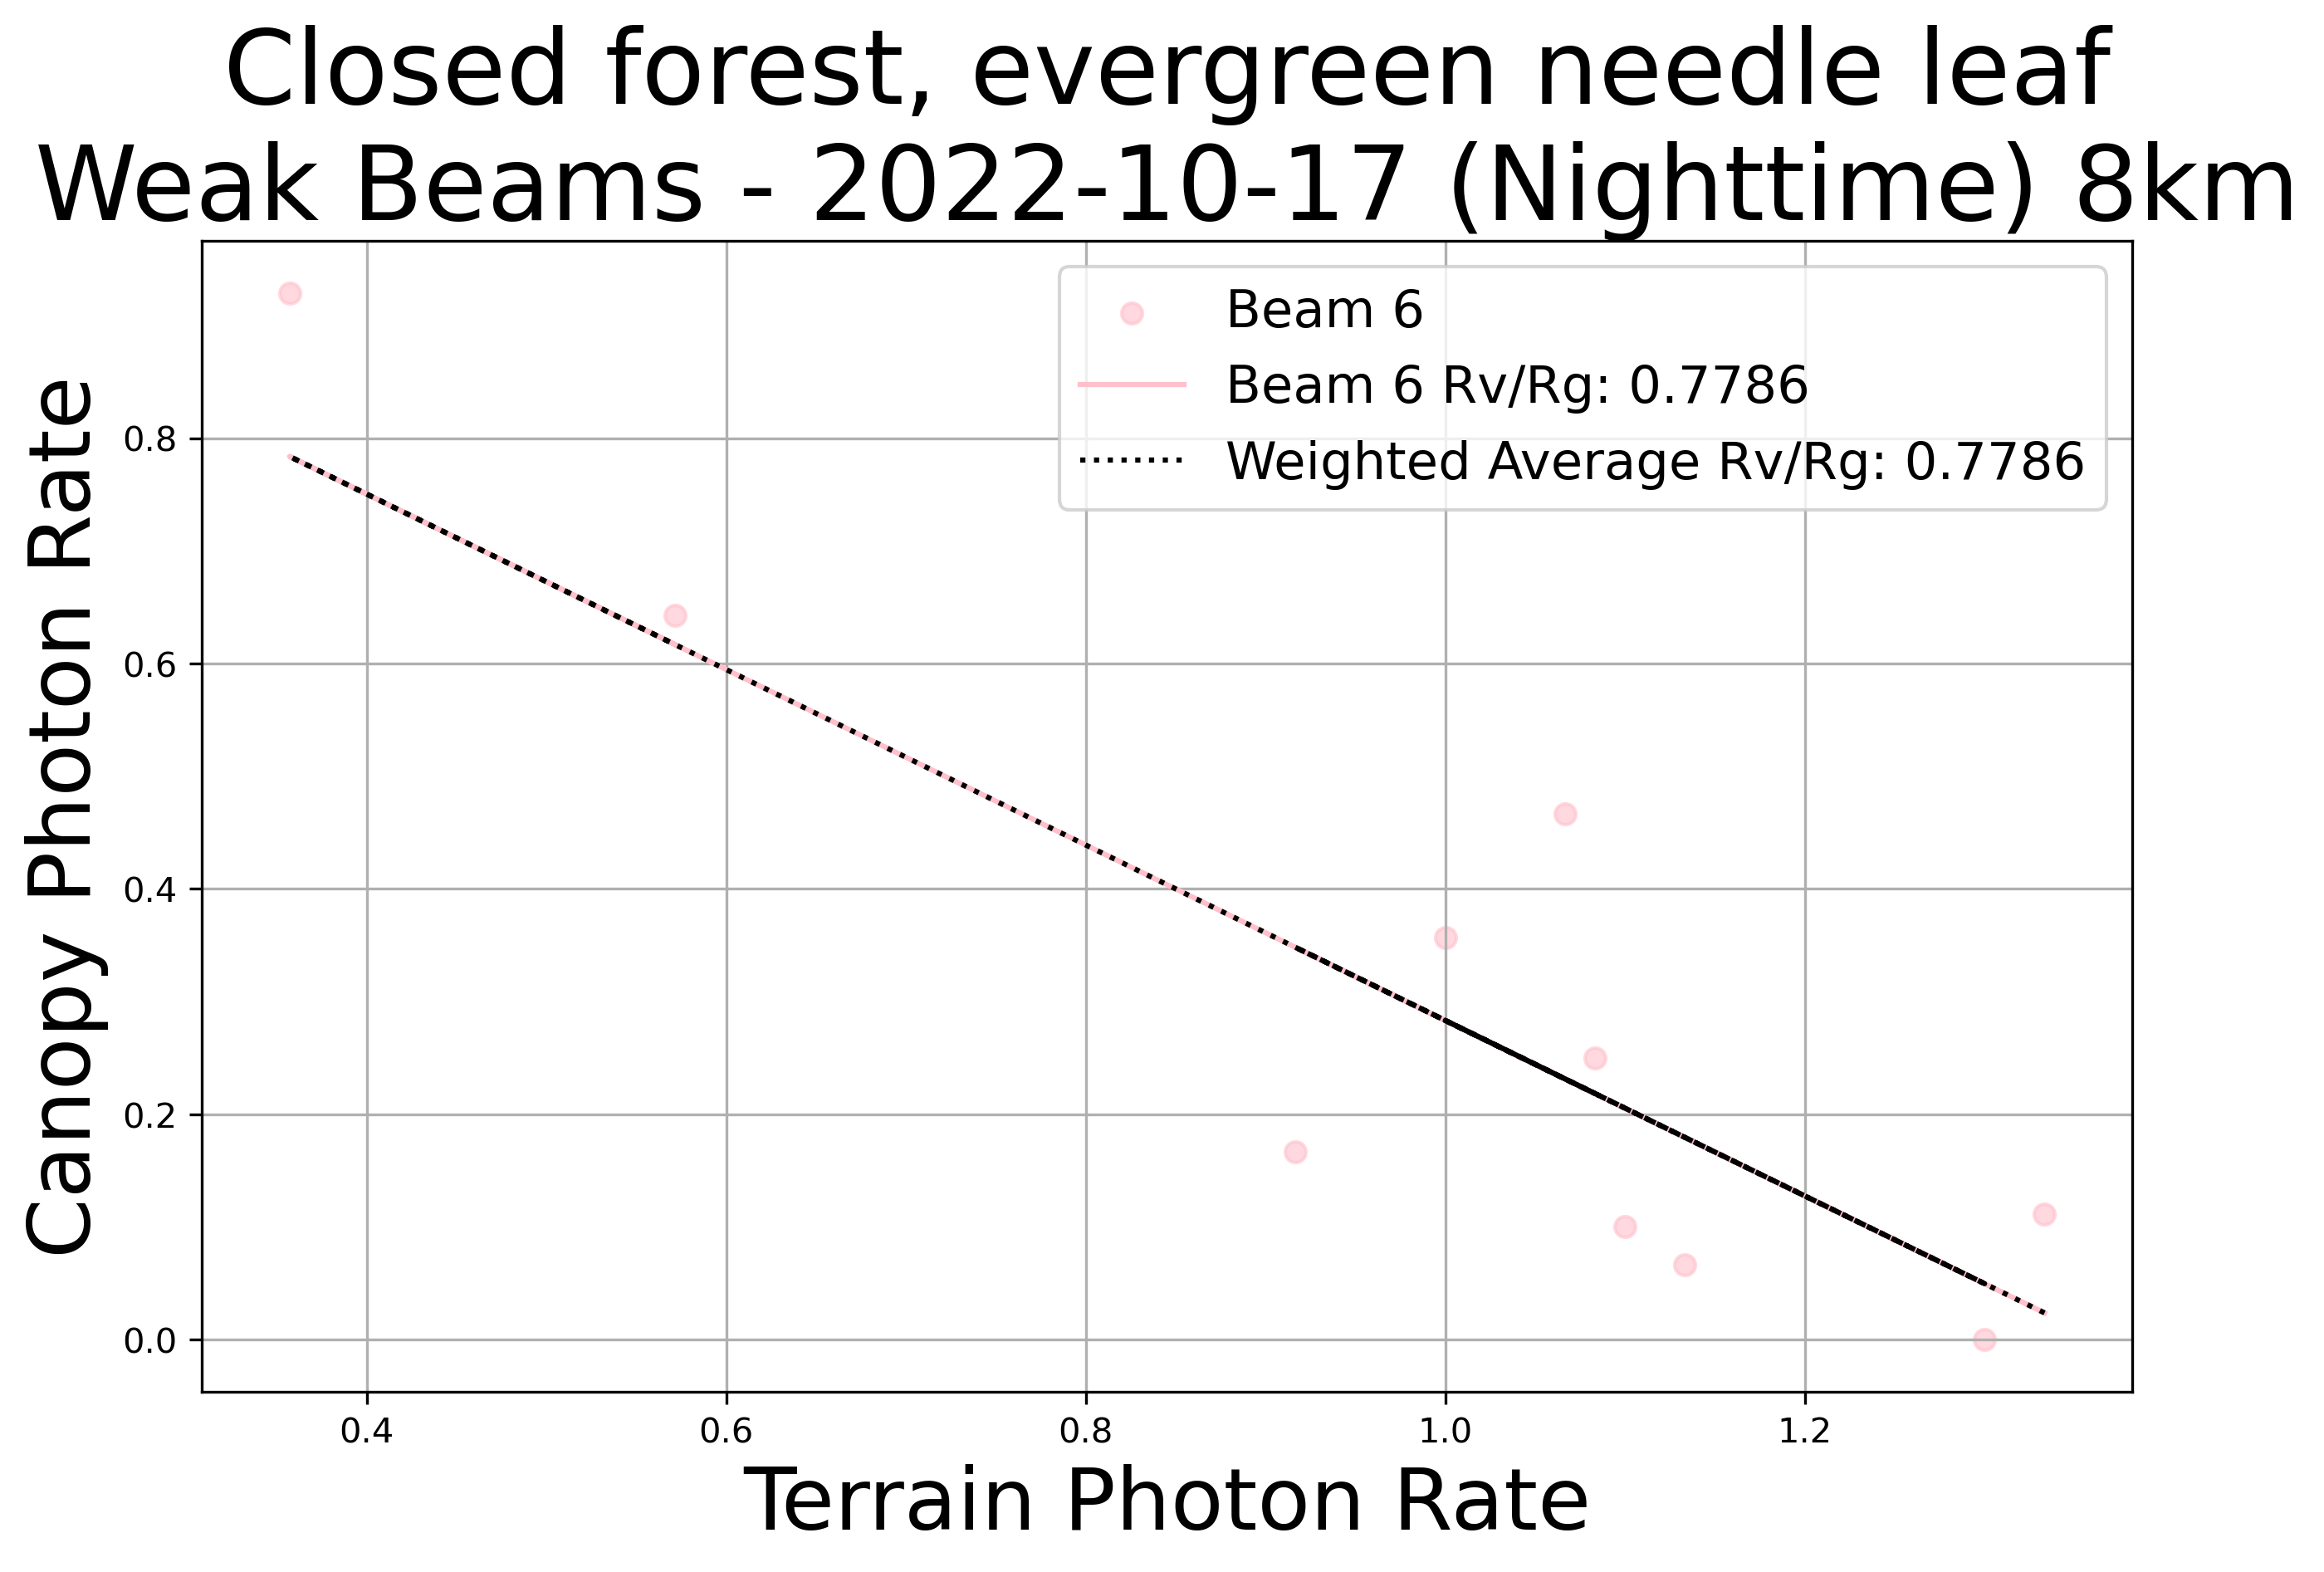 Closed forest, evergreen needle leaf
Weak Beams - 2022-10-17 (Nighttime) 8km
Beam 6
Beam 6 Rv/Rg: 0.7786
Weighted Average Rv/Rg: 0.7786
Canopy Photon Rate
0.8
0.6
0.4
0.2
0.0
0.4 0.6 0.8 1.0 1.2
Terrain Photon Rate